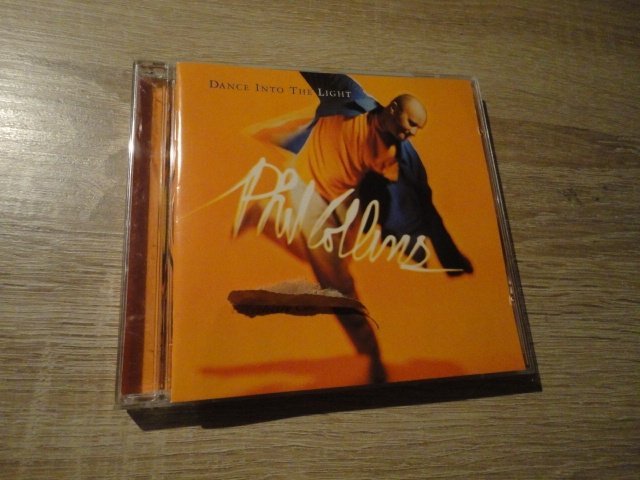 Dance Into The Light
Phil Collins